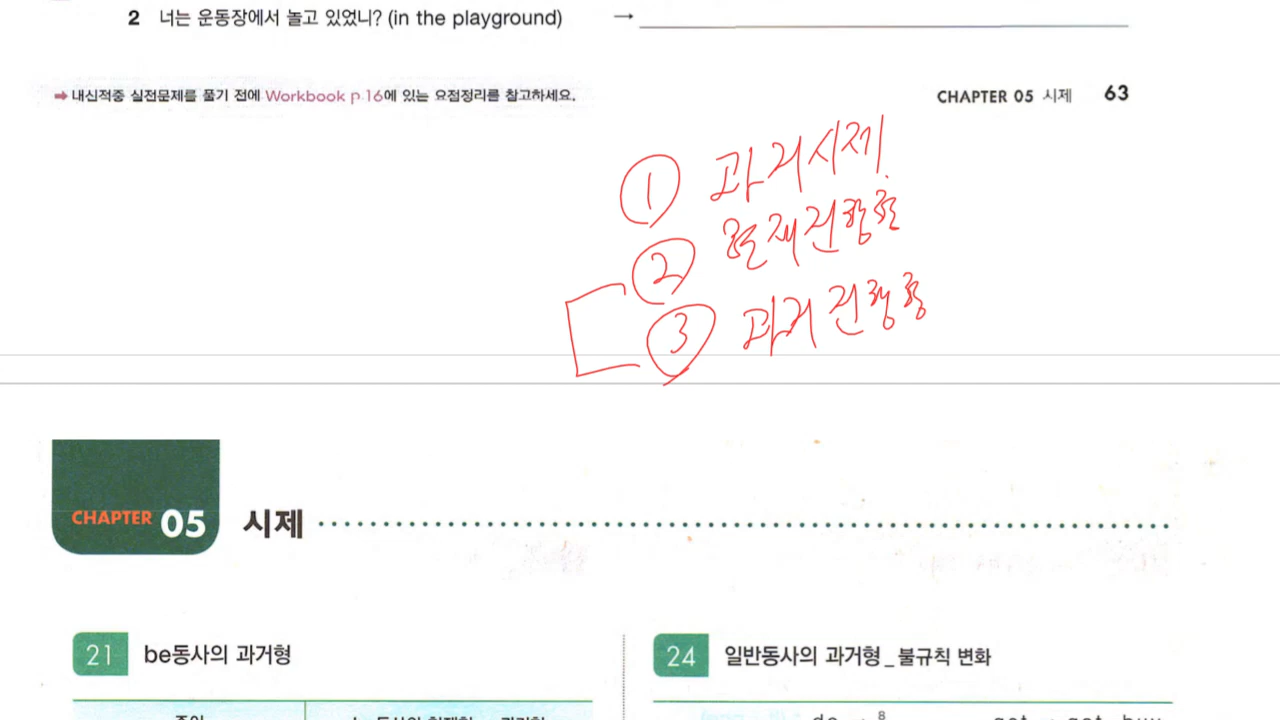 2 너는 운동장에서 놀고 있었니? (in the playground) →
➡ 내신적중 실전문제를 풀기 전에 Workbook p.16에 있는 요점정리를 참고하세요.
CHAPTER 05 시제 63
① 과거시제
② 현재진행형
③ 과거진행형
CHAPTER 05 시제
21 be동사의 과거형
24 일반동사의 과거형_불규칙 변화